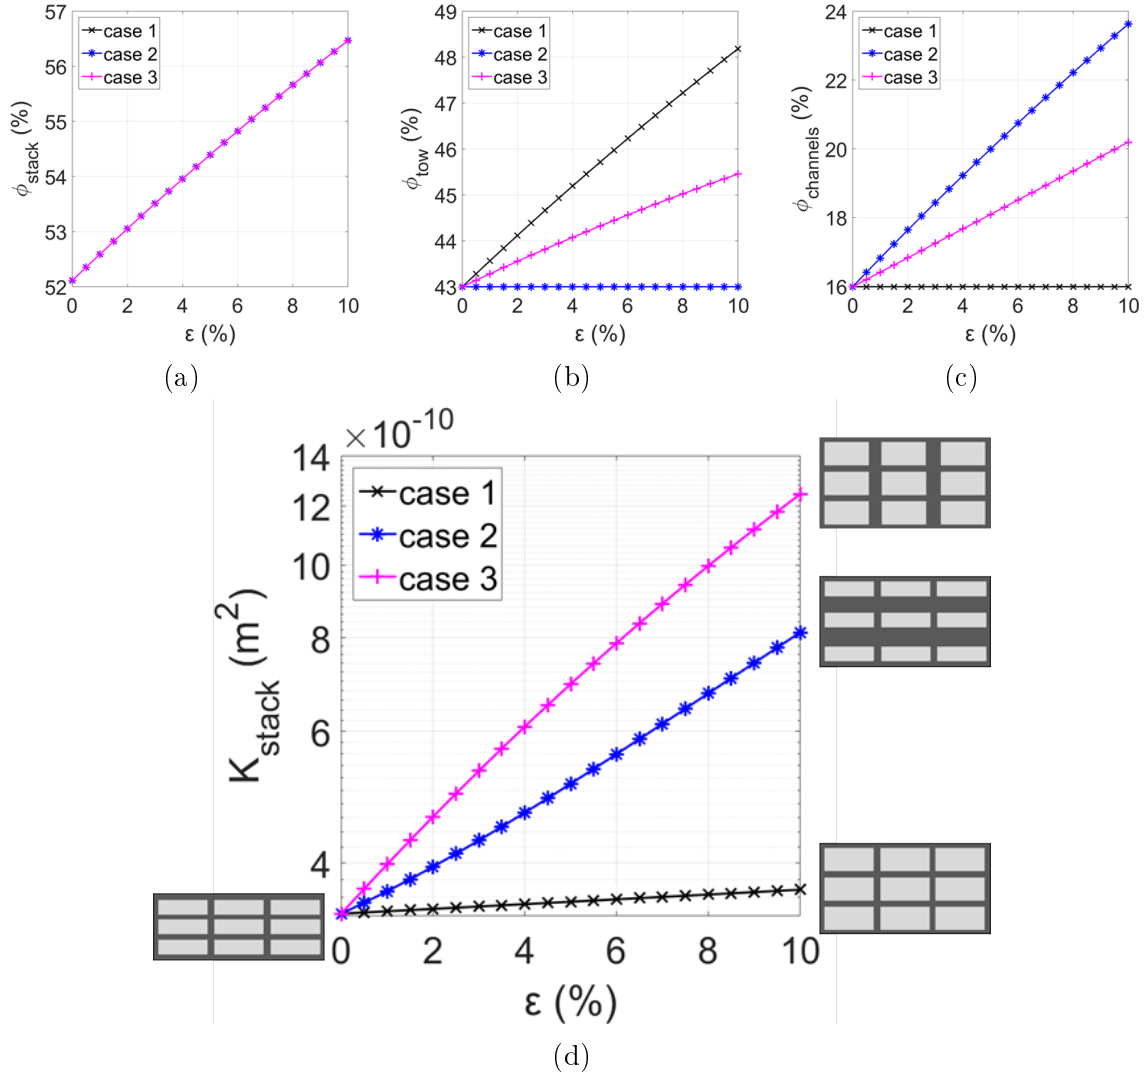 57
56
55
54
53
52
ϕstack (%)
case 1
case 2
case 3
0 2 4 6 8 10
ε (%)
(a)
49
48
47
46
45
44
43
ϕtow (%)
case 1
case 2
case 3
0 2 4 6 8 10
ε (%)
(b)
24
22
20
18
16
ϕchannels (%)
case 1
case 2
case 3
0 2 4 6 8 10
ε (%)
(c)
×10-10
14
12
10
8
6
4
Kstack (m2)
case 1
case 2
case 3
0 2 4 6 8 10
ε (%)
(d)